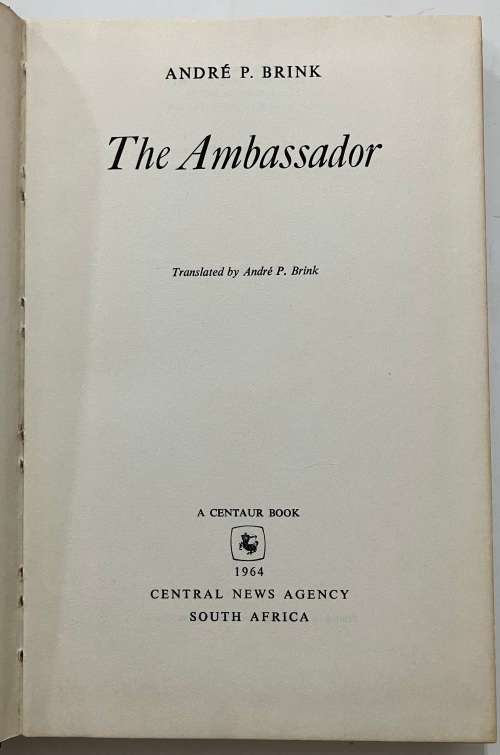 ANDRÉ P. BRINK
The Ambassador
Translated by André P. Brink
A CENTAUR BOOK
1964
CENTRAL NEWS AGENCY
SOUTH AFRICA